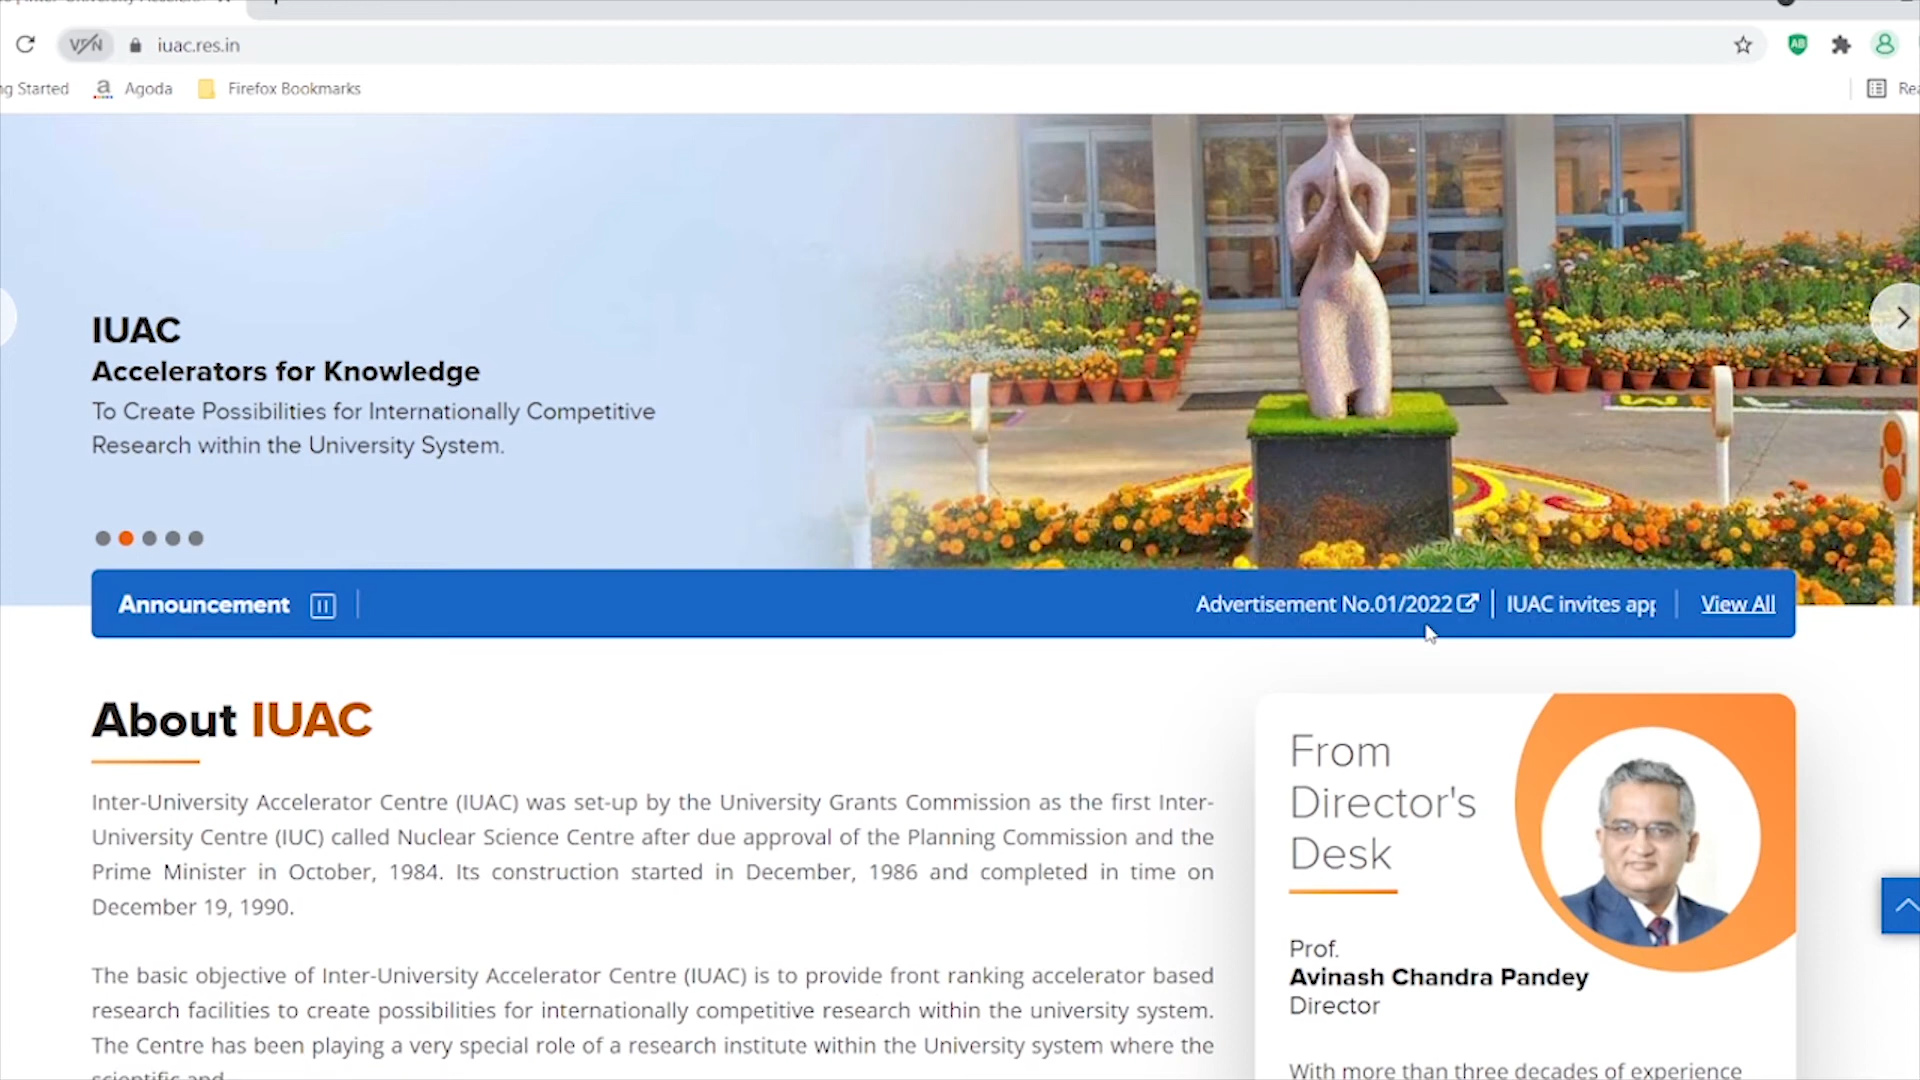 VPN iuac.res.in
Started Agoda Firefox Bookmarks
IUAC
Accelerators for Knowledge
To Create Possibilities for Internationally Competitive
Research within the University System.
Announcement Advertisement No.01/2022 IUAC invites View All
About IUAC
Inter-University Accelerator Centre (IUAC) was set-up by the University Grants Commission as the first Inter-
University Centre (IUC) called Nuclear Science Centre after due approval of the Planning Commission and the
Prime Minister in October, 1984. Its construction started in December, 1986 and completed in time on
December 19, 1990.
The basic objective of Inter-University Accelerator Centre (IUAC) is to provide front ranking accelerator based
research facilities to create possibilities for internationally competitive research within the university system.
The Centre has been playing a very special role of a research institute within the University system where the
scientific and
From
Director's
Desk
Prof.
Avinash Chandra Pandey
Director
With more than three decades of experience